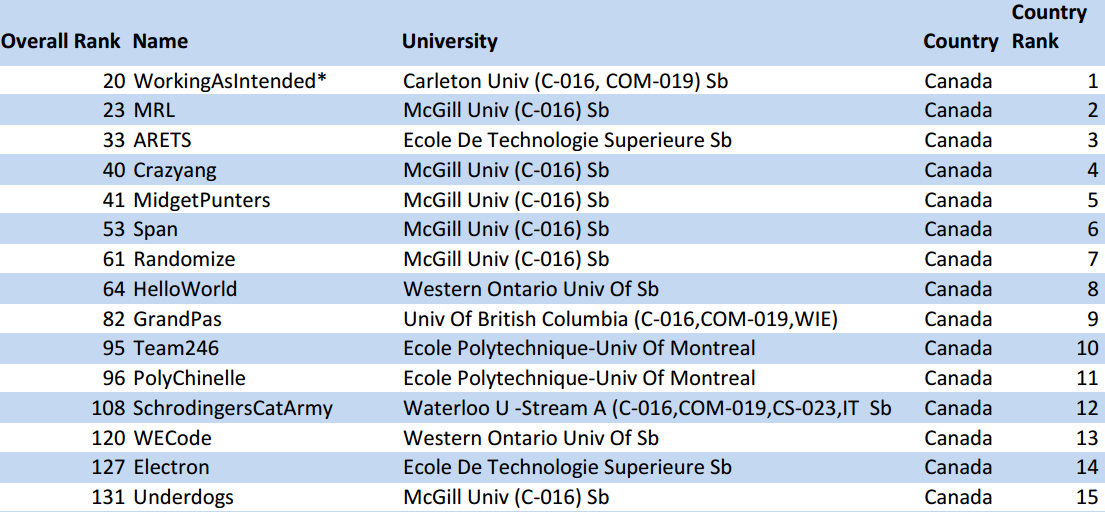 Country
Overall Rank Name University Country Rank
20 WorkingAsIntended* Carleton Univ (C-016, COM-019) Sb Canada 1
23 MRL McGill Univ (C-016) Sb Canada 2
33 ARETS Ecole De Technologie Superieure Sb Canada 3
40 Crazyang McGill Univ (C-016) Sb Canada 4
41 MidgetPunters McGill Univ (C-016) Sb Canada 5
53 Span McGill Univ (C-016) Sb Canada 6
61 Randomize McGill Univ (C-016) Sb Canada 7
64 HelloWorld Western Ontario Univ Of Sb Canada 8
82 GrandPas Univ Of British Columbia (C-016,COM-019,WIE) Canada 9
95 Team246 Ecole Polytechnique-Univ Of Montreal Canada 10
96 PolyChinelle Ecole Polytechnique-Univ Of Montreal Canada 11
108 SchrodingersCatArmy Waterloo U -Stream A (C-016,COM-019,CS-023,IT Sb Canada 12
120 WECode Western Ontario Univ Of Sb Canada 13
127 Electron Ecole De Technologie Superieure Sb Canada 14
131 Underdogs McGill Univ (C-016) Sb Canada 15